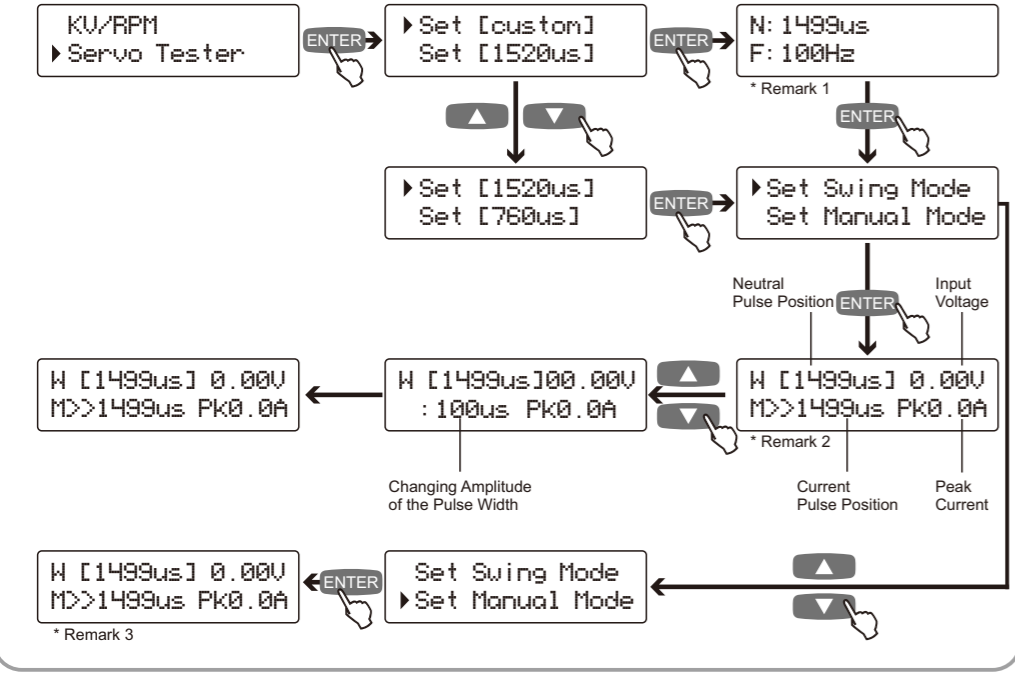 KV/RPM
Servo Tester
ENTER
Set [custom]
Set [1520us]
ENTER
N: 1499us
F: 100Hz
* Remark 1
ENTER
Set [1520us]
Set [760us]
ENTER
Set Swing Mode
Set Manual Mode
Neutral
Pulse Position
ENTER
Input
Voltage
W [1499us] 0.00V
M>>1499us Pk0.0A
W [1499us]00.00V
: 100us Pk0.0A
W [1499us] 0.00V
M>>1499us Pk0.0A
* Remark 2
Changing Amplitude
of the Pulse Width
Current
Pulse Position
Peak
Current
W [1499us] 0.00V
M>>1499us Pk0.0A
ENTER
Set Swing Mode
Set Manual Mode
* Remark 3